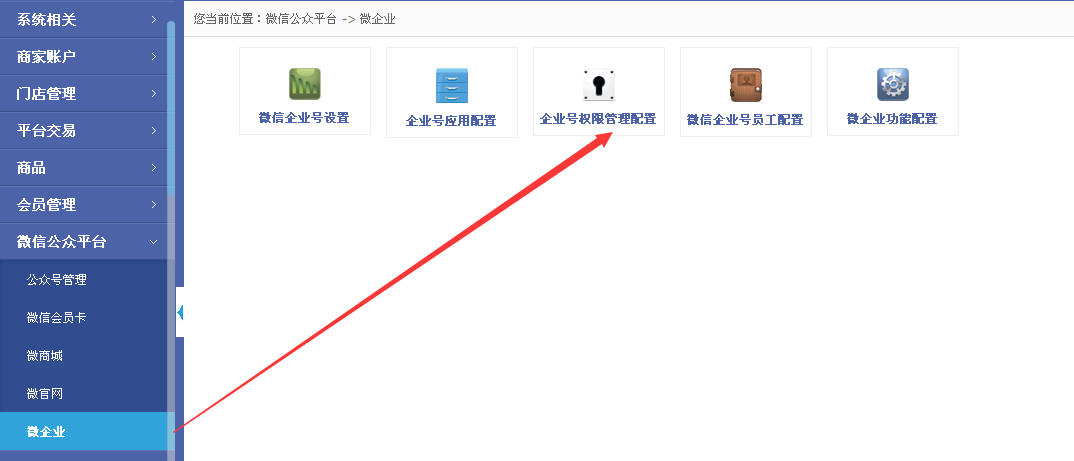 系统相关
商家账户
门店管理
平台交易
商品
会员管理
微信公众平台
公众号管理
微信会员卡
微商城
微官网
微企业
您当前位置：微信公众平台 -> 微企业
微信企业号设置
企业号应用配置
企业号权限管理配置
微信企业号员工配置
微企业功能配置